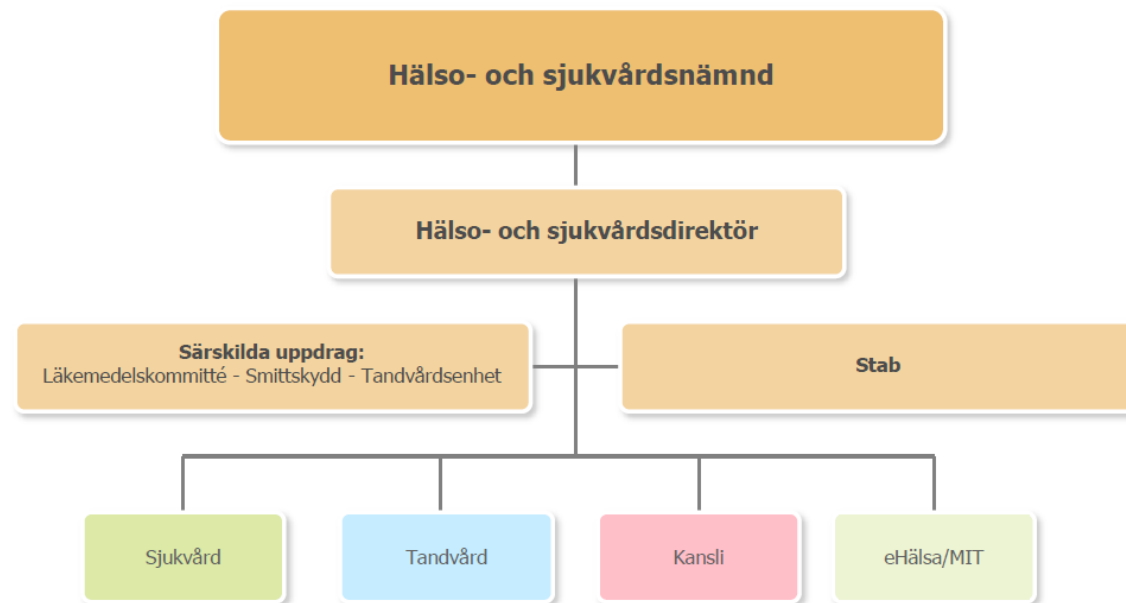 Hälso- och sjukvårdsnämnd
Hälso- och sjukvårdsdirektör
Särskilda uppdrag:
Läkemedelskommitté - Smittskydd - Tandvårdsenhet
Stab
Sjukvård
Tandvård
Kansli
eHälsa/MIT